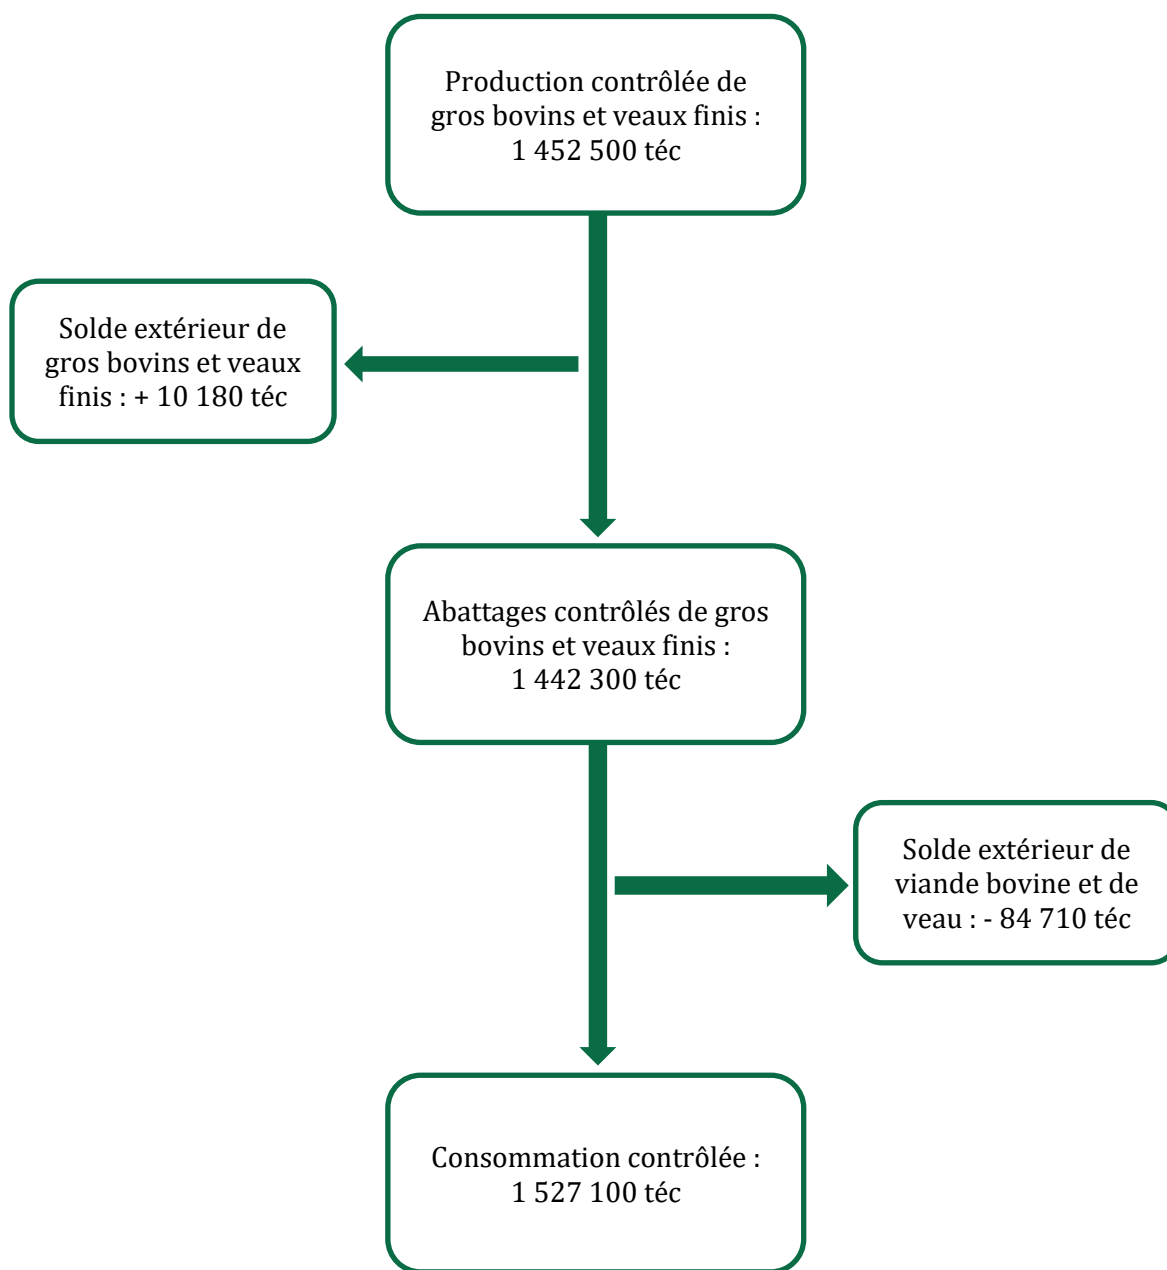 Production contrôlée de
gros bovins et veaux finis :
1 452 500 téc
Solde extérieur de
gros bovins et veaux
finis : + 10 180 téc
Abattages contrôlés de gros
bovins et veaux finis :
1 442 300 téc
Solde extérieur de
viande bovine et de
veau : - 84 710 téc
Consommation contrôlée :
1 527 100 téc